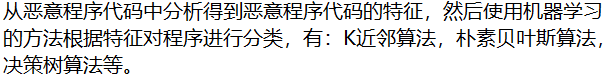 从恶意程序代码中分析得到恶意程序代码的特征，然后使用机器学习
的方法根据特征对程序进行分类，有：K近邻算法，朴素贝叶斯算法，
决策树算法等。